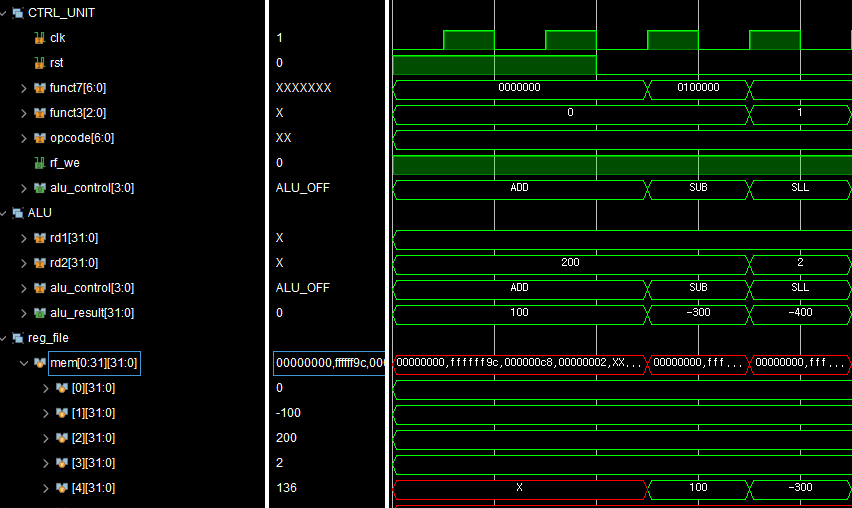 CTRL_UNIT
clk 1
rst 0
funct7[6:0] XXXXXXX 0000000 0100000
funct3[2:0] X 0 1
opcode[6:0] XX
rf_we 0
alu_control[3:0] ALU_OFF ADD SUB SLL
ALU
rd1[31:0] X
rd2[31:0] X 200 2
alu_control[3:0] ALU_OFF ADD SUB SLL
alu_result[31:0] 0 100 -300 -400
reg_file
mem[0:31][31:0] 00000000,ffffff9c,000 00000000,ffffff9c,000000c8,00000002,XX... 00000000,fff... 00000000,fff...
[0][31:0] 0
[1][31:0] -100
[2][31:0] 200
[3][31:0] 2
[4][31:0] 136 X 100 -300